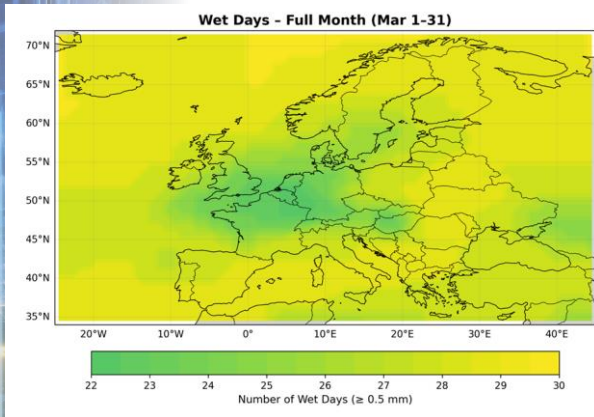 Wet Days – Full Month (Mar 1–31)
70°N
65°N
60°N
55°N
50°N
45°N
40°N
35°N
20°W 10°W 0° 10°E 20°E 30°E 40°E
22 23 24 25 26 27 28 29 30
Number of Wet Days (≥ 0.5 mm)